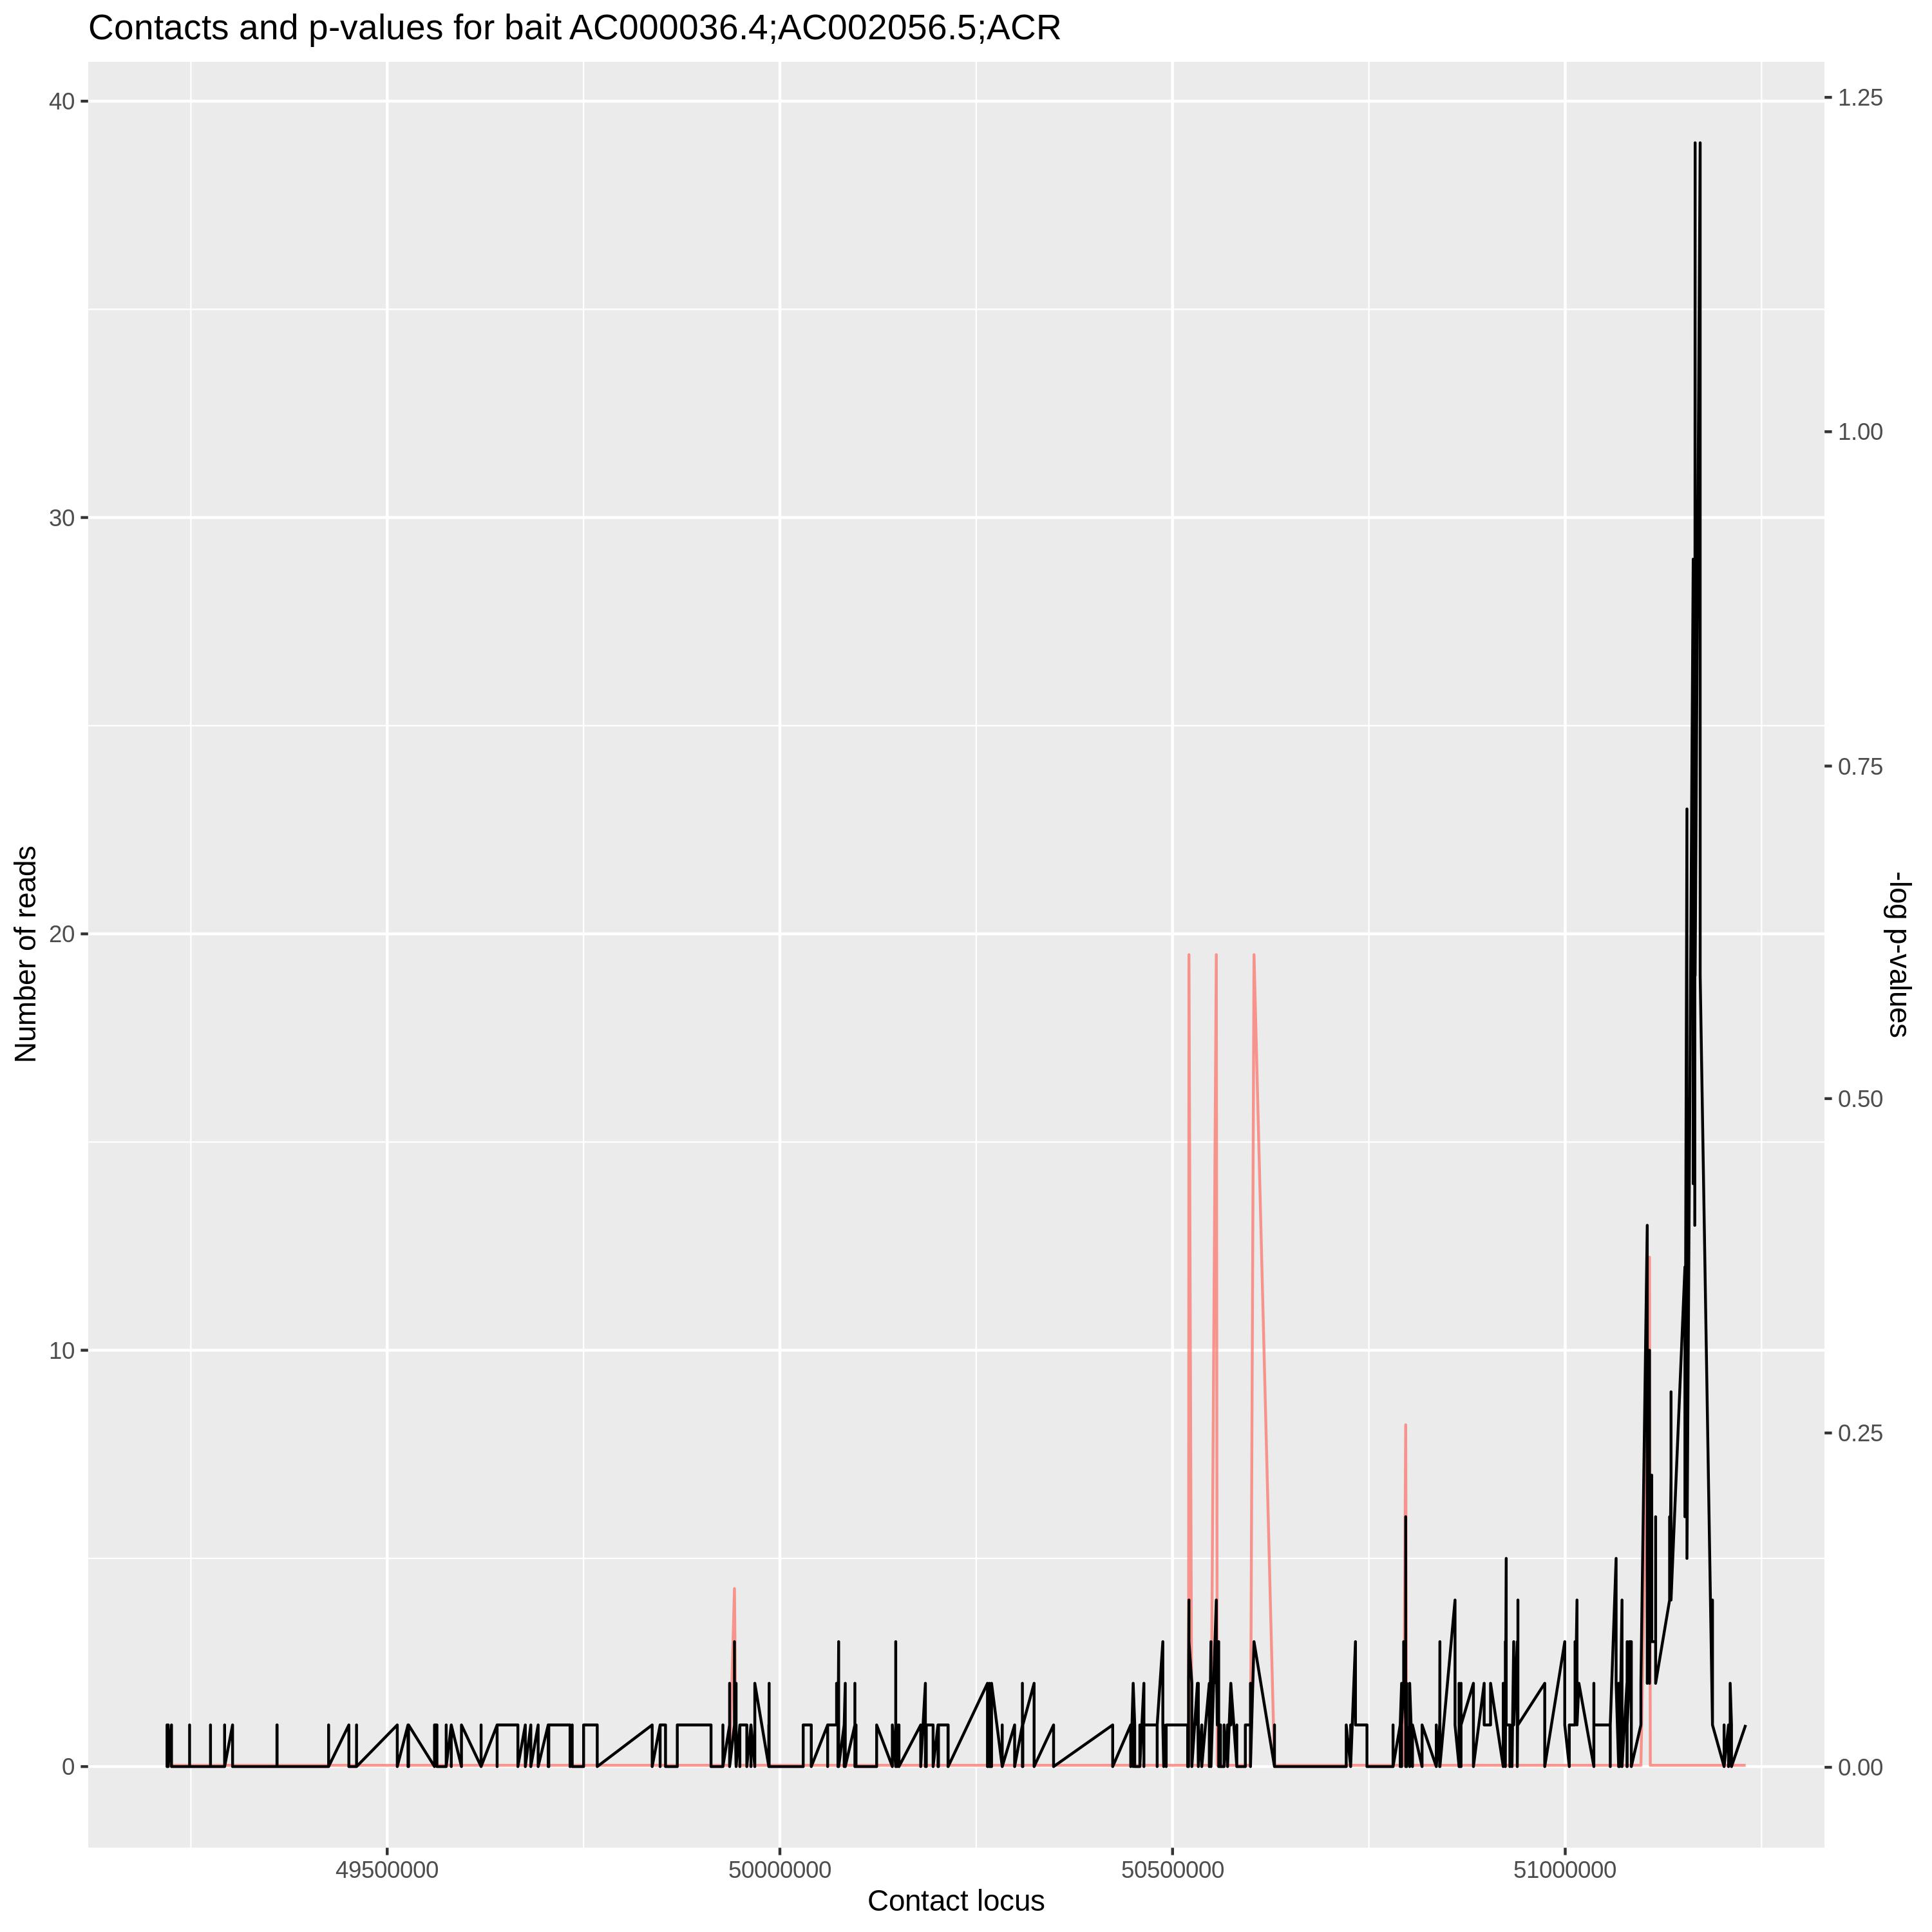 Contacts and p-values for bait AC000036.4;AC002056.5;ACR
40
30
20
10
0
Number of reads
1.25
1.00
0.75
0.50
0.25
0.00
-log p-values
49500000 50000000 50500000 51000000
Contact locus